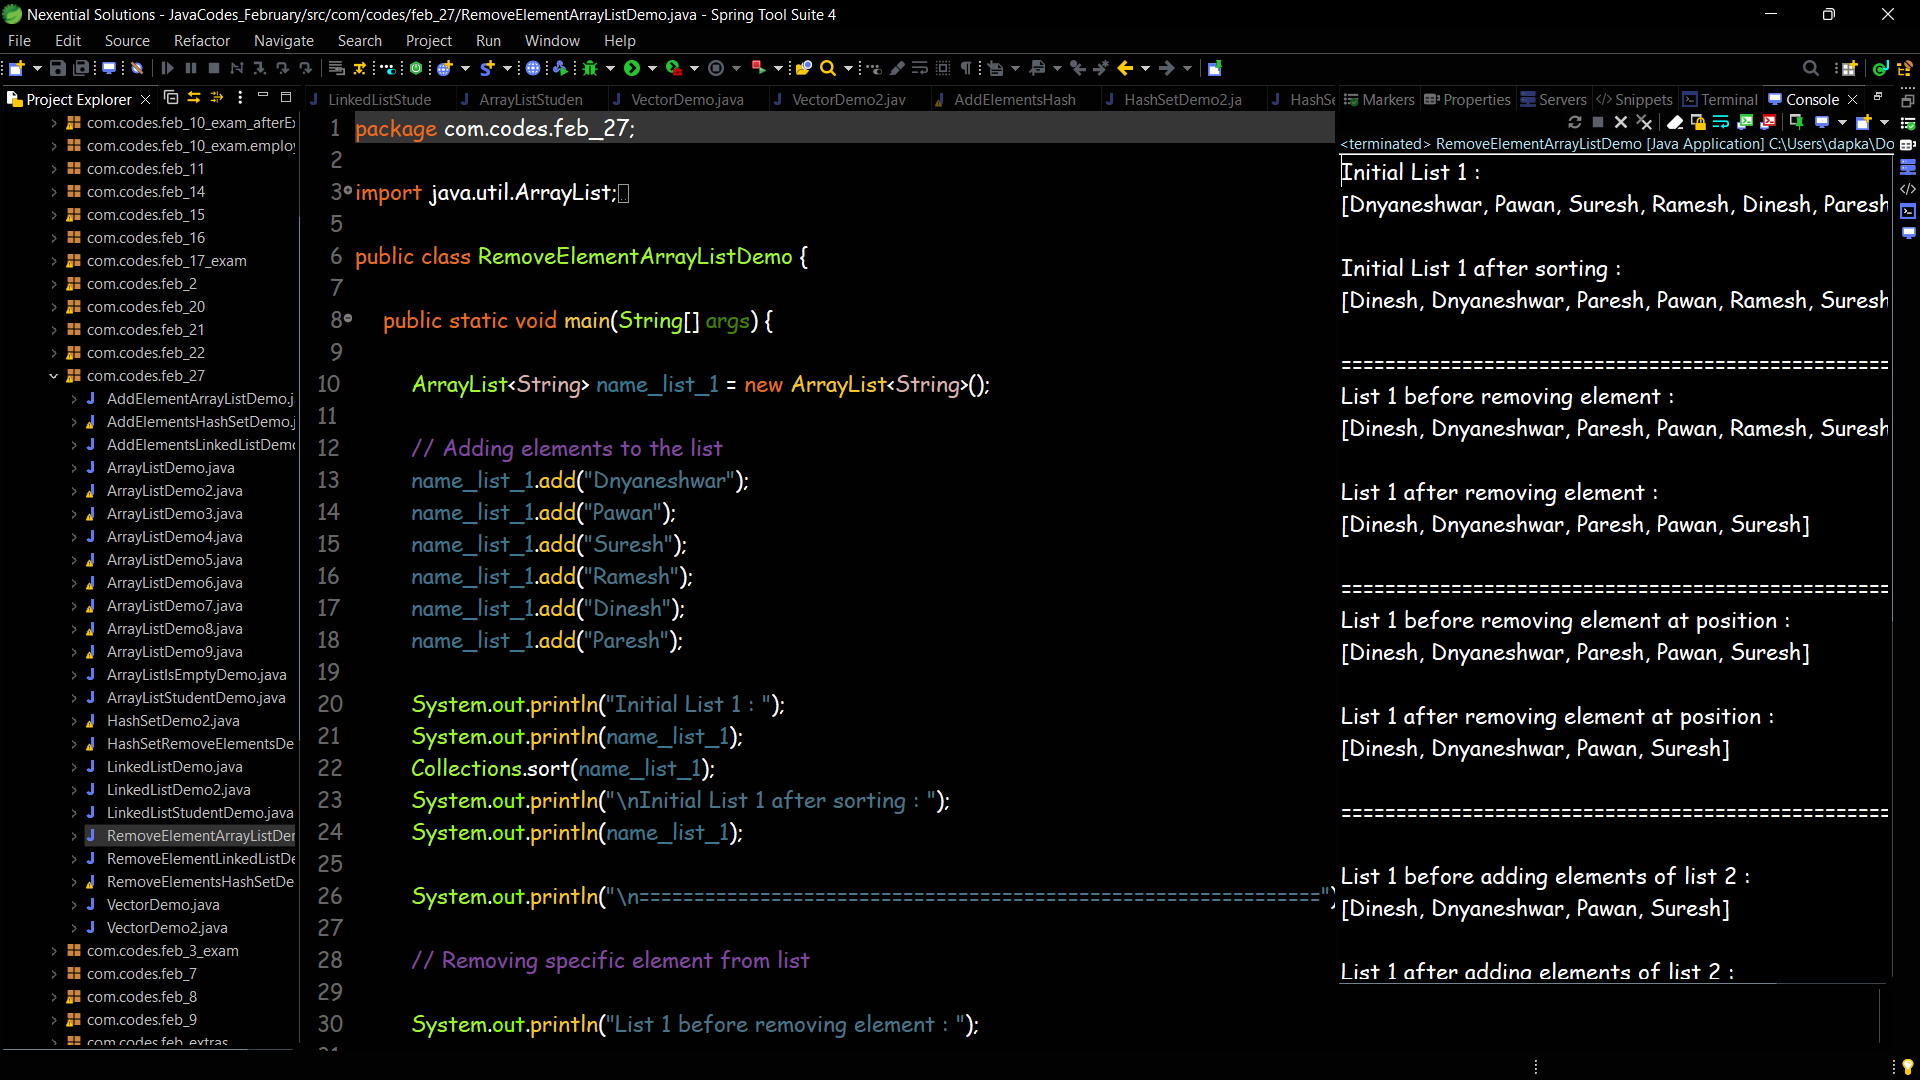 Nexential Solutions - JavaCodes_February/src/com/codes/feb_27/RemoveElementArrayListDemo.java - Spring Tool Suite 4
File Edit Source Refactor Navigate Search Project Run Window Help
Project Explorer
com.codes.feb_10_exam_afterEx
com.codes.feb_10_exam.employ
com.codes.feb_11
com.codes.feb_14
com.codes.feb_15
com.codes.feb_16
com.codes.feb_17_exam
com.codes.feb_2
com.codes.feb_20
com.codes.feb_21
com.codes.feb_22
com.codes.feb_27
AddElementArrayListDemo.j
AddElementsHashSetDemo.j
AddElementsLinkedListDemo
ArrayListDemo.java
ArrayListDemo2.java
ArrayListDemo3.java
ArrayListDemo4.java
ArrayListDemo5.java
ArrayListDemo6.java
ArrayListDemo7.java
ArrayListDemo8.java
ArrayListDemo9.java
ArrayListIsEmptyDemo.java
ArrayListStudentDemo.java
HashSetDemo2.java
HashSetRemoveElementsDe
LinkedListDemo.java
LinkedListDemo2.java
LinkedListStudentDemo.java
RemoveElementArrayListDem
RemoveElementLinkedListDe
RemoveElementsHashSetDe
VectorDemo.java
VectorDemo2.java
com.codes.feb_3_exam
com.codes.feb_7
com.codes.feb_8
com.codes.feb_9
com.codes.feb_extras
LinkedListStude ArrayListStuden VectorDemo.java VectorDemo2.jav AddElementsHash HashSetDemo2.ja HashSe
1 package com.codes.feb_27;
2
3 import java.util.ArrayList;
5
6 public class RemoveElementArrayListDemo {
7
8 public static void main(String[] args) {
9
10 ArrayList<String> name_list_1 = new ArrayList<String>();
11
12 // Adding elements to the list
13 name_list_1.add("Dnyaneshwar");
14 name_list_1.add("Pawan");
15 name_list_1.add("Suresh");
16 name_list_1.add("Ramesh");
17 name_list_1.add("Dinesh");
18 name_list_1.add("Paresh");
19
20 System.out.println("Initial List 1 : ");
21 System.out.println(name_list_1);
22 Collections.sort(name_list_1);
23 System.out.println("\nInitial List 1 after sorting : ");
24 System.out.println(name_list_1);
25
26 System.out.println("\n==============================================================")
27
28 // Removing specific element from list
29
30 System.out.println("List 1 before removing element : ");
Markers Properties Servers Snippets Terminal Console
<terminated> RemoveElementArrayListDemo [Java Application] C:\Users\dapka\Do
Initial List 1 :
[Dnyaneshwar, Pawan, Suresh, Ramesh, Dinesh, Paresh
Initial List 1 after sorting :
[Dinesh, Dnyaneshwar, Paresh, Pawan, Ramesh, Suresh
==================================================
List 1 before removing element :
[Dinesh, Dnyaneshwar, Paresh, Pawan, Ramesh, Suresh
List 1 after removing element :
[Dinesh, Dnyaneshwar, Paresh, Pawan, Suresh]
==================================================
List 1 before removing element at position :
[Dinesh, Dnyaneshwar, Paresh, Pawan, Suresh]
List 1 after removing element at position :
[Dinesh, Dnyaneshwar, Pawan, Suresh]
==================================================
List 1 before adding elements of list 2 :
[Dinesh, Dnyaneshwar, Pawan, Suresh]
List 1 after adding elements of list 2 :